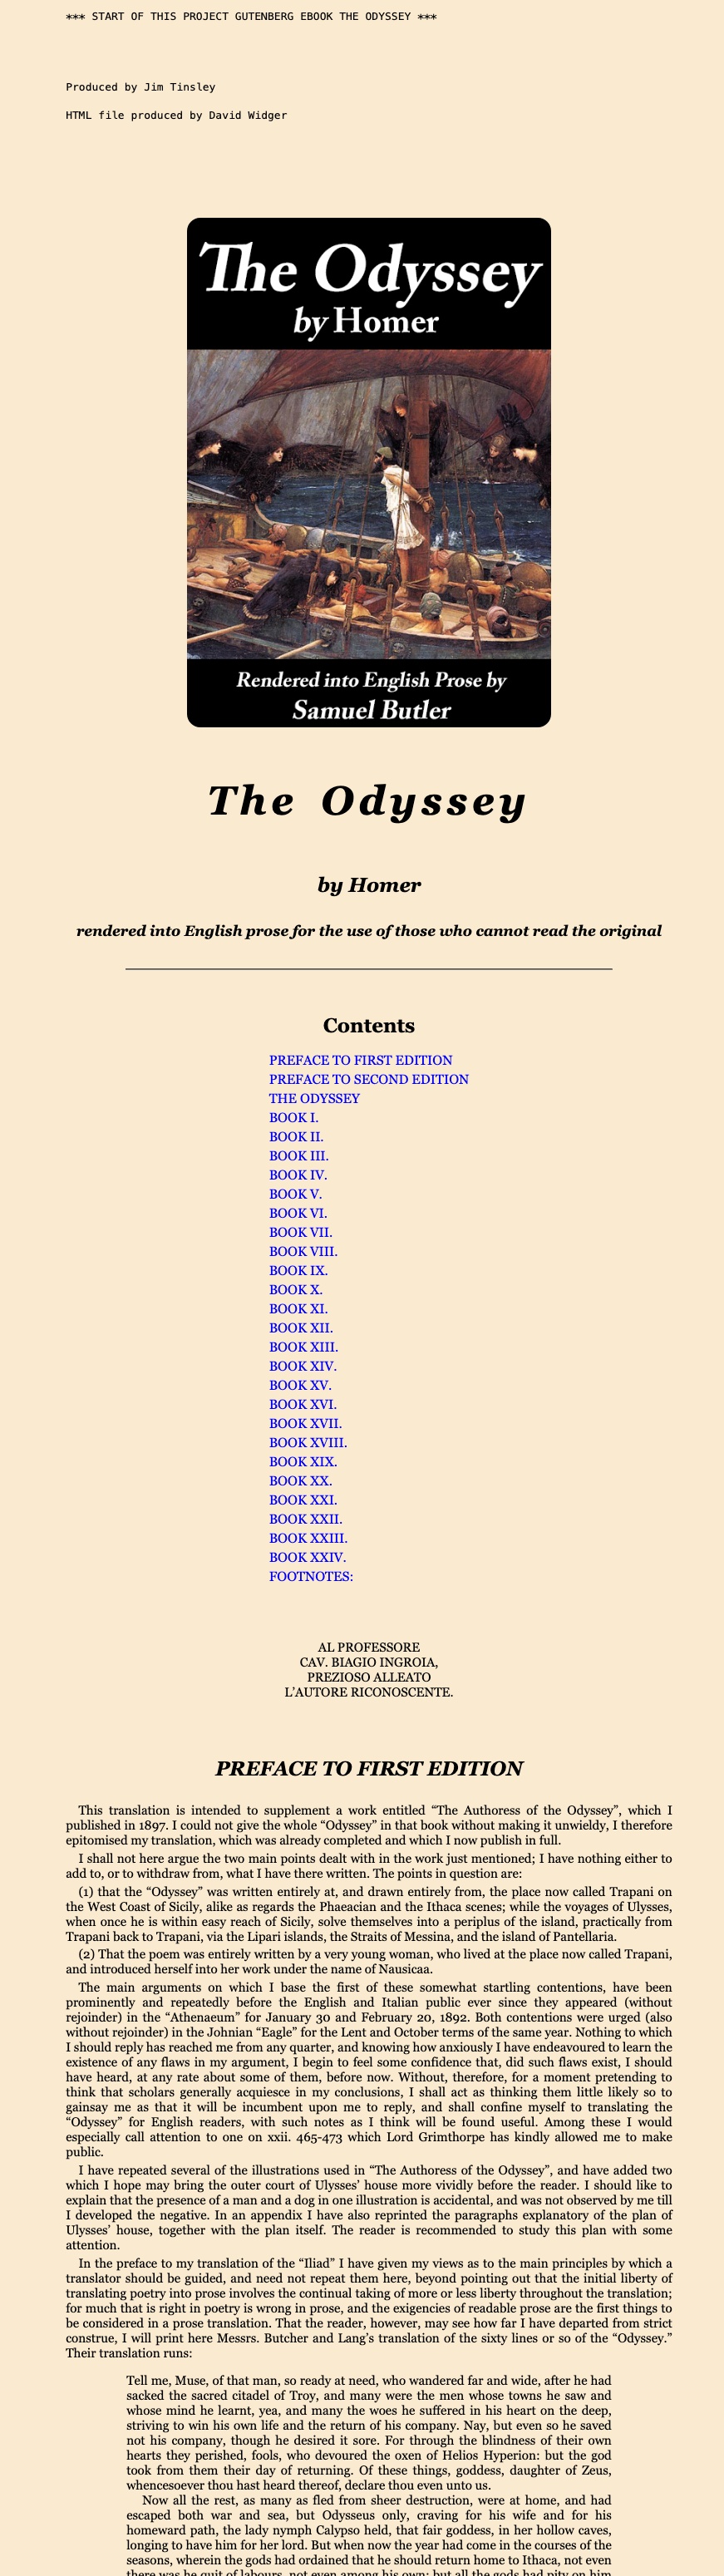 *** START OF THIS PROJECT GUTENBERG EBOOK THE ODYSSEY ***
Produced by Jim Tinsley
HTML file produced by David Widger
The Odyssey
by Homer
Rendered into English Prose by
Samuel Butler
The Odyssey
by Homer
rendered into English prose for the use of those who cannot read the original
Contents
PREFACE TO FIRST EDITION
PREFACE TO SECOND EDITION
THE ODYSSEY
BOOK I.
BOOK II.
BOOK III.
BOOK IV.
BOOK V.
BOOK VI.
BOOK VII.
BOOK VIII.
BOOK IX.
BOOK X.
BOOK XI.
BOOK XII.
BOOK XIII.
BOOK XIV.
BOOK XV.
BOOK XVI.
BOOK XVII.
BOOK XVIII.
BOOK XIX.
BOOK XX.
BOOK XXI.
BOOK XXII.
BOOK XXIII.
BOOK XXIV.
FOOTNOTES:
AL PROFESSORE
CAV. BIAGIO INGROIA,
PREZIOSO ALLEATO
L’AUTORE RICONOSCENTE.
PREFACE TO FIRST EDITION
This translation is intended to supplement a work entitled “The Authoress of the Odyssey”, which I
published in 1897. I could not give the whole “Odyssey” in that book without making it unwieldy, I therefore
epitomised my translation, which was already completed and which I now publish in full.
I shall not here argue the two main points dealt with in the work just mentioned; I have nothing either to
add to, or to withdraw from, what I have there written. The points in question are:
(1) that the “Odyssey” was written entirely at, and drawn entirely from, the place now called Trapani on
the West Coast of Sicily, alike as regards the Phaeacian and the Ithaca scenes; while the voyages of Ulysses,
when once he is within easy reach of Sicily, solve themselves into a periplus of the island, practically from
Trapani back to Trapani, via the Lipari islands, the Straits of Messina, and the island of Pantellaria.
(2) That the poem was entirely written by a very young woman, who lived at the place now called Trapani,
and introduced herself into her work under the name of Nausicaa.
The main arguments on which I base the first of these somewhat startling contentions, have been
prominently and repeatedly before the English and Italian public ever since they appeared (without
rejoinder) in the “Athenaeum” for January 30 and February 20, 1892. Both contentions were urged (also
without rejoinder) in the Johnian “Eagle” for the Lent and October terms of the same year. Nothing to which
I should reply has reached me from any quarter, and knowing how anxiously I have endeavoured to learn the
existence of any flaws in my argument, I begin to feel some confidence that, did such flaws exist, I should
have heard, at any rate about some of them, before now. Without, therefore, for a moment pretending to
think that scholars generally acquiesce in my conclusions, I shall act as thinking them little likely so to
gainsay me as that it will be incumbent upon me to reply, and shall confine myself to translating the
“Odyssey” for English readers, with such notes as I think will be found useful. Among these I would
especially call attention to one on xxii. 465-473 which Lord Grimthorpe has kindly allowed me to make
public.
I have repeated several of the illustrations used in “The Authoress of the Odyssey”, and have added two
which I hope may bring the outer court of Ulysses’ house more vividly before the reader. I should like to
explain that the presence of a man and a dog in one illustration is accidental, and was not observed by me till
I developed the negative. In an appendix I have also reprinted the paragraphs explanatory of the plan of
Ulysses’ house, together with the plan itself. The reader is recommended to study this plan with some
attention.
In the preface to my translation of the “Iliad” I have given my views as to the main principles by which a
translator should be guided, and need not repeat them here, beyond pointing out that the initial liberty of
translating poetry into prose involves the continual taking of more or less liberty throughout the translation;
for much that is right in poetry is wrong in prose, and the exigencies of readable prose are the first things to
be considered in a prose translation. That the reader, however, may see how far I have departed from strict
construe, I will print here Messrs. Butcher and Lang’s translation of the sixty lines or so of the “Odyssey.”
Their translation runs:
Tell me, Muse, of that man, so ready at need, who wandered far and wide, after he had
sacked the sacred citadel of Troy, and many were the men whose towns he saw and
whose mind he learnt, yea, and many the woes he suffered in his heart on the deep,
striving to win his own life and the return of his company. Nay, but even so he saved
not his company, though he desired it sore. For through the blindness of their own
hearts they perished, fools, who devoured the oxen of Helios Hyperion: but the god
took from them their day of returning. Of these things, goddess, daughter of Zeus,
whencesoever thou hast heard thereof, declare thou even unto us.
Now all the rest, as many as fled from sheer destruction, were at home, and had
escaped both war and sea, but Odysseus only, craving for his wife and for his
homeward path, the lady nymph Calypso held, that fair goddess, in her hollow caves,
longing to have him for her lord. But when now the year had come in the courses of the
seasons, wherein the gods had ordained that he should return home to Ithaca, not even
there was he quit of labours, not even among his own; but all the gods had pity on him